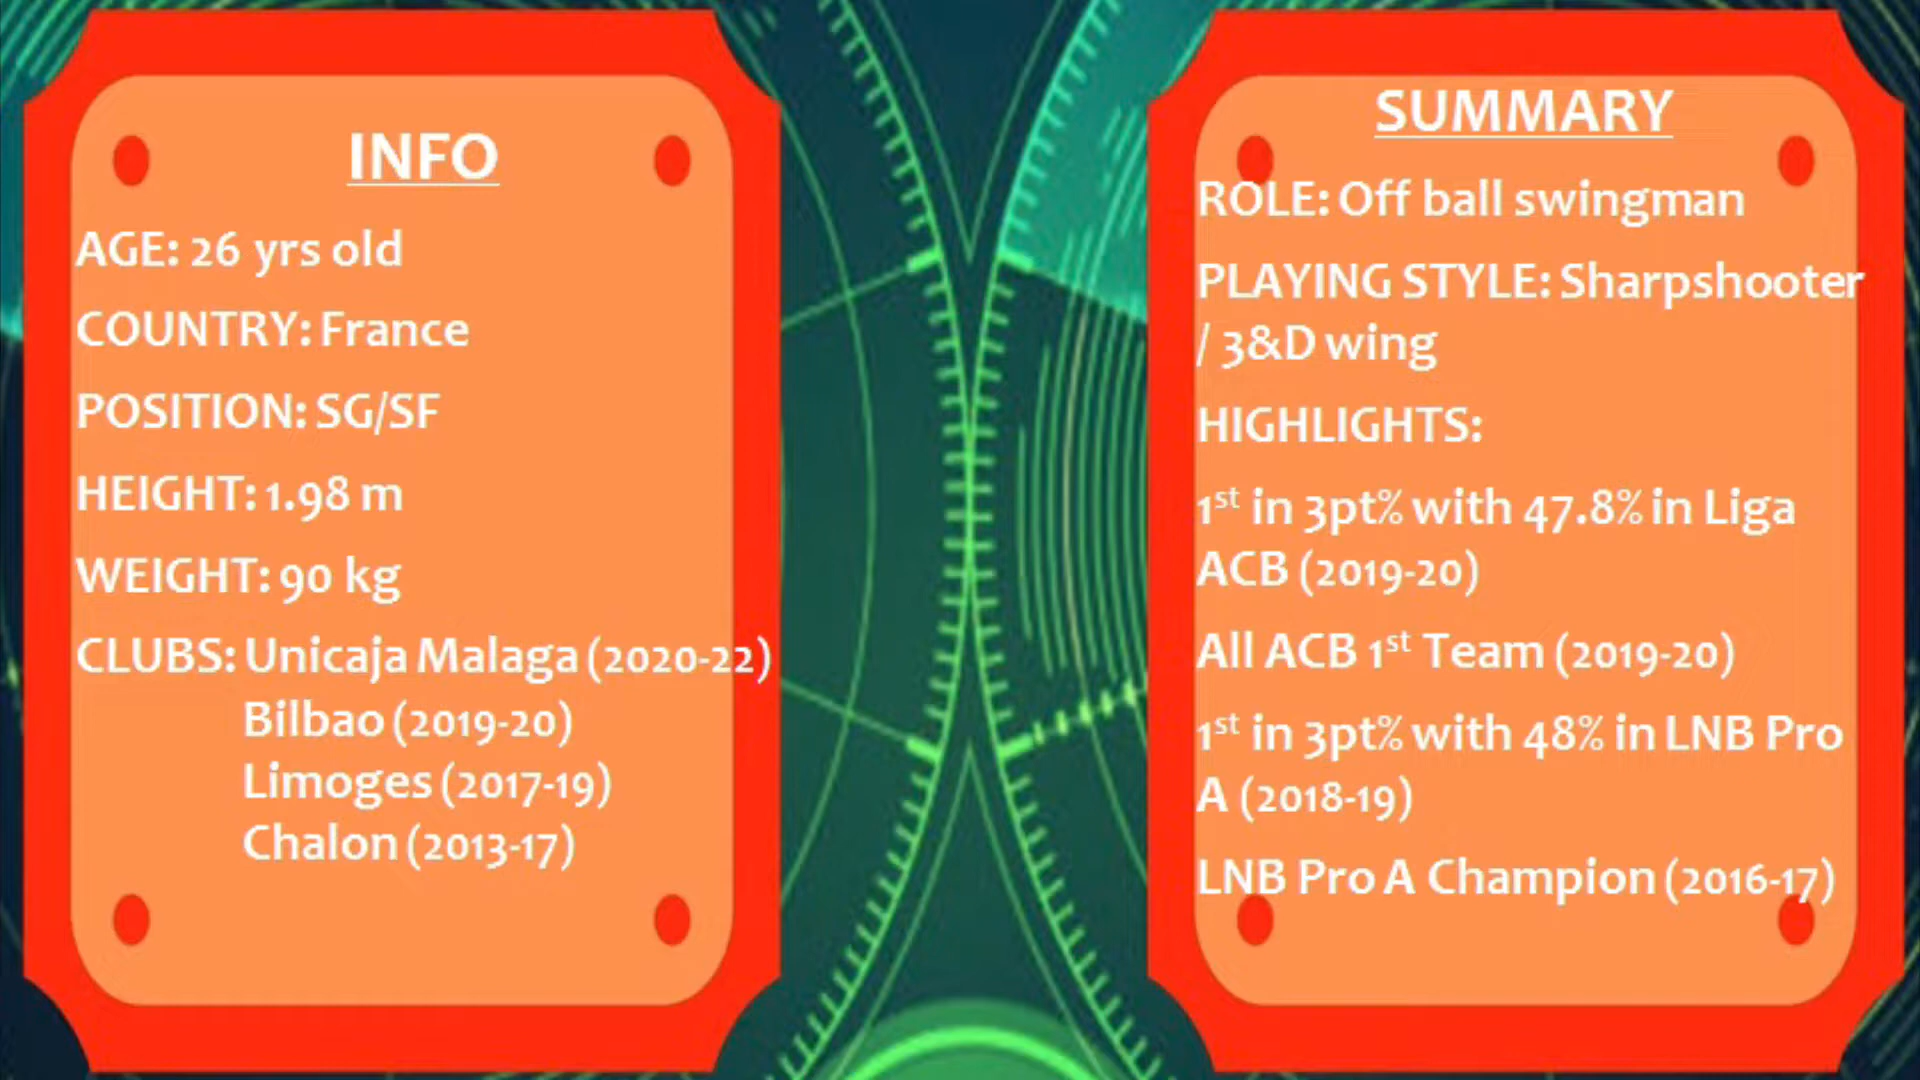 INFO
AGE: 26 yrs old
COUNTRY: France
POSITION: SG/SF
HEIGHT: 1.98 m
WEIGHT: 90 kg
CLUBS: Unicaja Malaga (2020-22)
Bilbao (2019-20)
Limoges (2017-19)
Chalon (2013-17)
SUMMARY
ROLE: Off ball swingman
PLAYING STYLE: Sharpshooter
/ 3&D wing
HIGHLIGHTS:
1st in 3pt% with 47.8% in Liga
ACB (2019-20)
All ACB 1st Team (2019-20)
1st in 3pt% with 48% in LNB Pro
A (2018-19)
LNB Pro A Champion (2016-17)